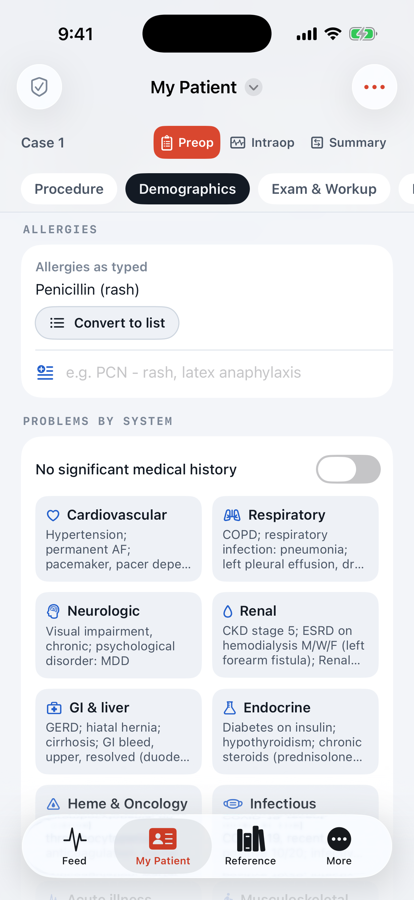 9:41
My Patient
Case 1
Preop
Intraop
Summary
Procedure
Demographics
Exam & Workup
ALLERGIES
Allergies as typed
Penicillin (rash)
Convert to list
e.g. PCN - rash, latex anaphylaxis
PROBLEMS BY SYSTEM
No significant medical history
Cardiovascular
Hypertension;
permanent AF;
pacemaker, pacer depe...
Respiratory
COPD; respiratory
infection: pneumonia;
left pleural effusion, dr...
Neurologic
Visual impairment,
chronic; psychological
disorder: MDD
Renal
CKD stage 5; ESRD on
hemodialysis M/W/F (left
forearm fistula); Renal...
GI & liver
GERD; hiatal hernia;
cirrhosis; GI bleed,
upper, resolved (duode...
Endocrine
Diabetes on insulin;
hypothyroidism; chronic
steroids (prednisolone...
Heme & Oncology
Infectious
Feed
My Patient
Reference
More
Acute illness
Musculoskeletal